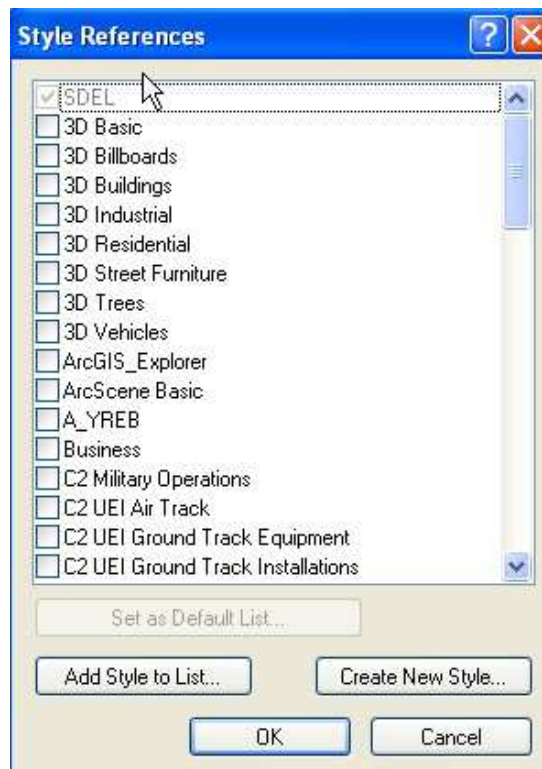 Style References
SDEL
3D Basic
3D Billboards
3D Buildings
3D Industrial
3D Residential
3D Street Furniture
3D Trees
3D Vehicles
ArcGIS_Explorer
ArcScene Basic
A_YREB
Business
C2 Military Operations
C2 UEI Air Track
C2 UEI Ground Track Equipment
C2 UEI Ground Track Installations
Set as Default List...
Add Style to List... Create New Style...
OK Cancel